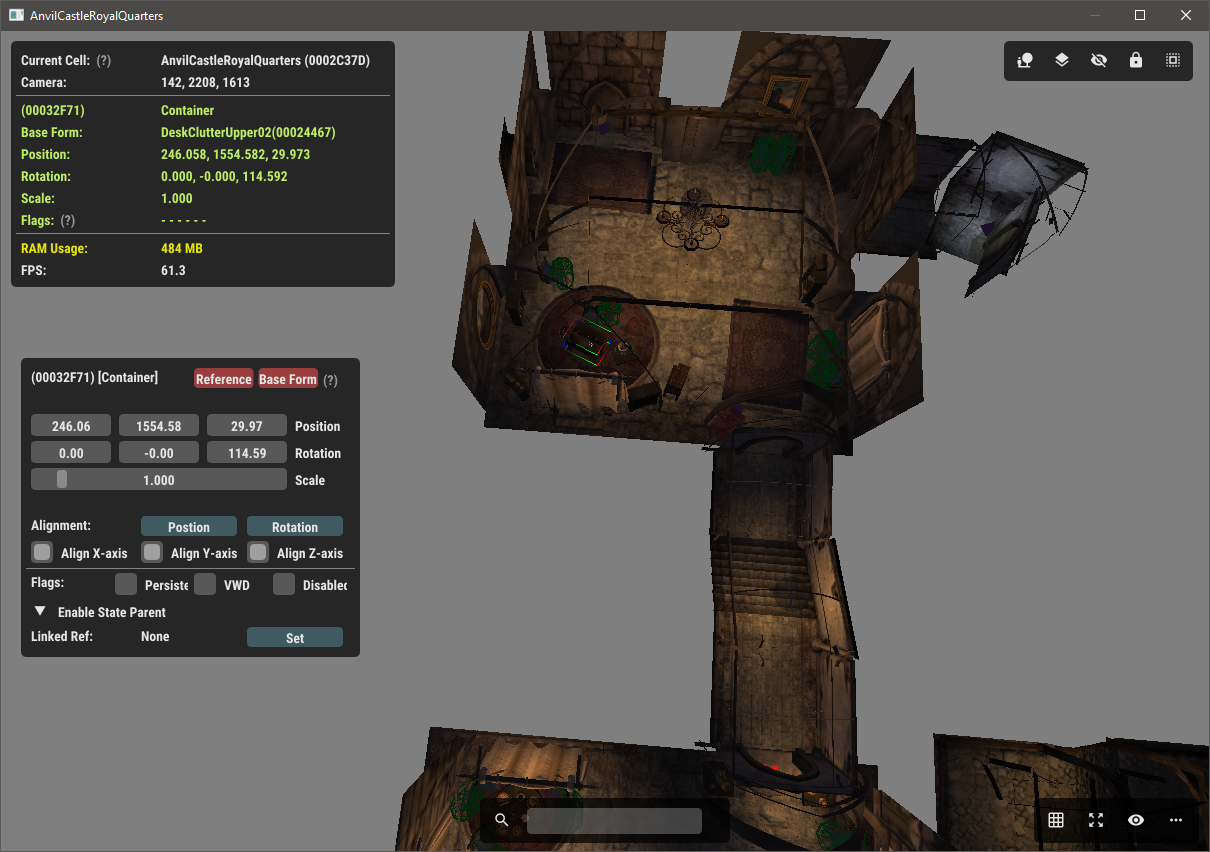 AnvilCastleRoyalQuarters
Current Cell: (?) AnvilCastleRoyalQuarters (0002C37D)
Camera: 142, 2208, 1613
(00032F71) Container
Base Form: DeskClutterUpper02(00024467)
Position: 246.058, 1554.582, 29.973
Rotation: 0.000, -0.000, 114.592
Scale: 1.000
Flags: (?) - - - - - -
RAM Usage: 484 MB
FPS: 61.3
(00032F71) [Container] Reference Base Form (?)
246.06 1554.58 29.97 Position
0.00 -0.00 114.59 Rotation
1.000 Scale
Alignment: Postion Rotation
Align X-axis Align Y-axis Align Z-axis
Flags: Persiste VWD Disabled
Enable State Parent
Linked Ref: None Set